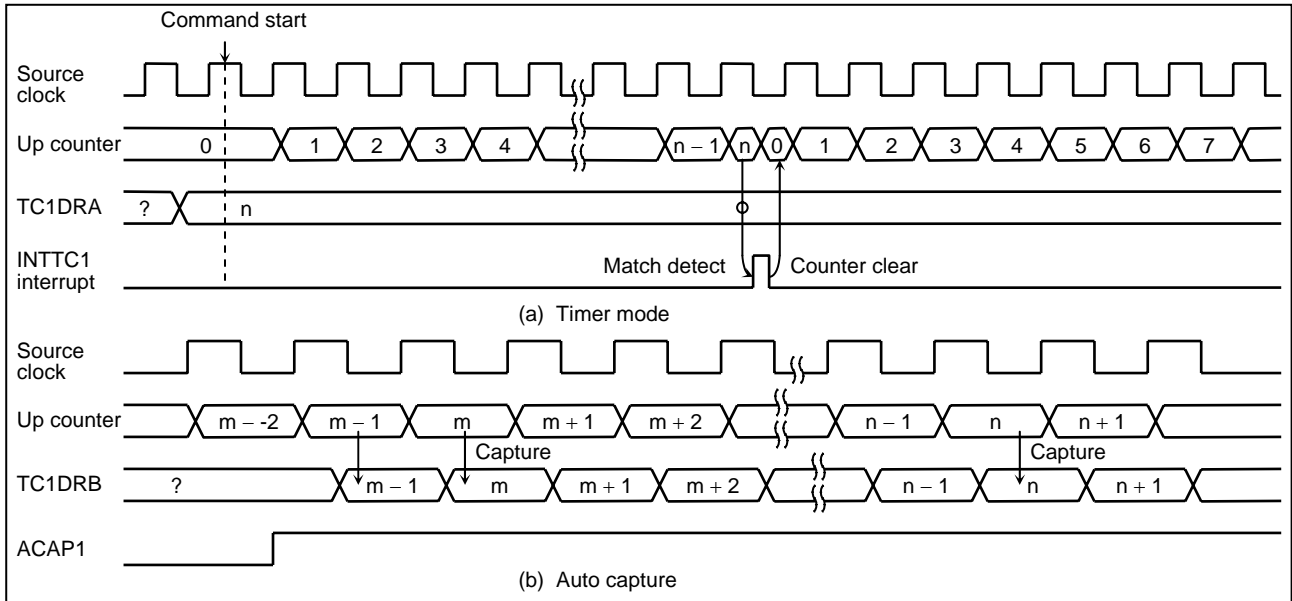 Command start
Source
clock
Up counter 0 1 2 3 4 n − 1 n 0 1 2 3 4 5 6 7
TC1DRA ? n
INTTC1
interrupt
Match detect Counter clear
(a) Timer mode
Source
clock
Up counter m − -2 m − 1 m m + 1 m + 2 n − 1 n n + 1
Capture Capture
TC1DRB ? m − 1 m m + 1 m + 2 n − 1 n n + 1
ACAP1
(b) Auto capture